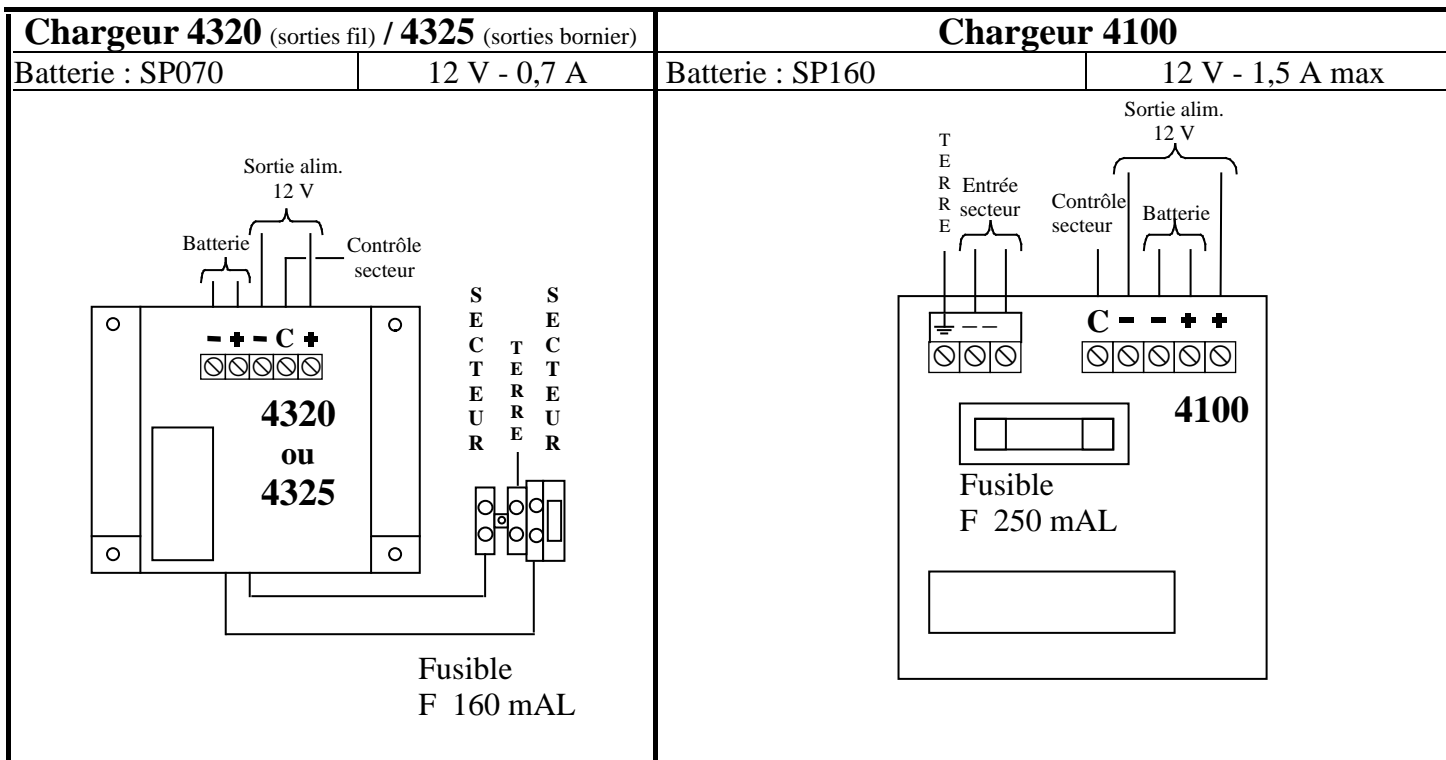 Chargeur 4320 (sorties fil) / 4325 (sorties bornier)
Batterie : SP070
12 V - 0,7 A
Sortie alim.
12 V
Batterie
Contrôle
secteur
SECTEUR
TERRE
SECTEUR
- + - C +
4320
ou
4325
Fusible
F 160 mAL
Chargeur 4100
Batterie : SP160
12 V - 1,5 A max
Sortie alim.
12 V
TERRE
Entrée
secteur
Contrôle
secteur
Batterie
C - - + +
4100
Fusible
F 250 mAL